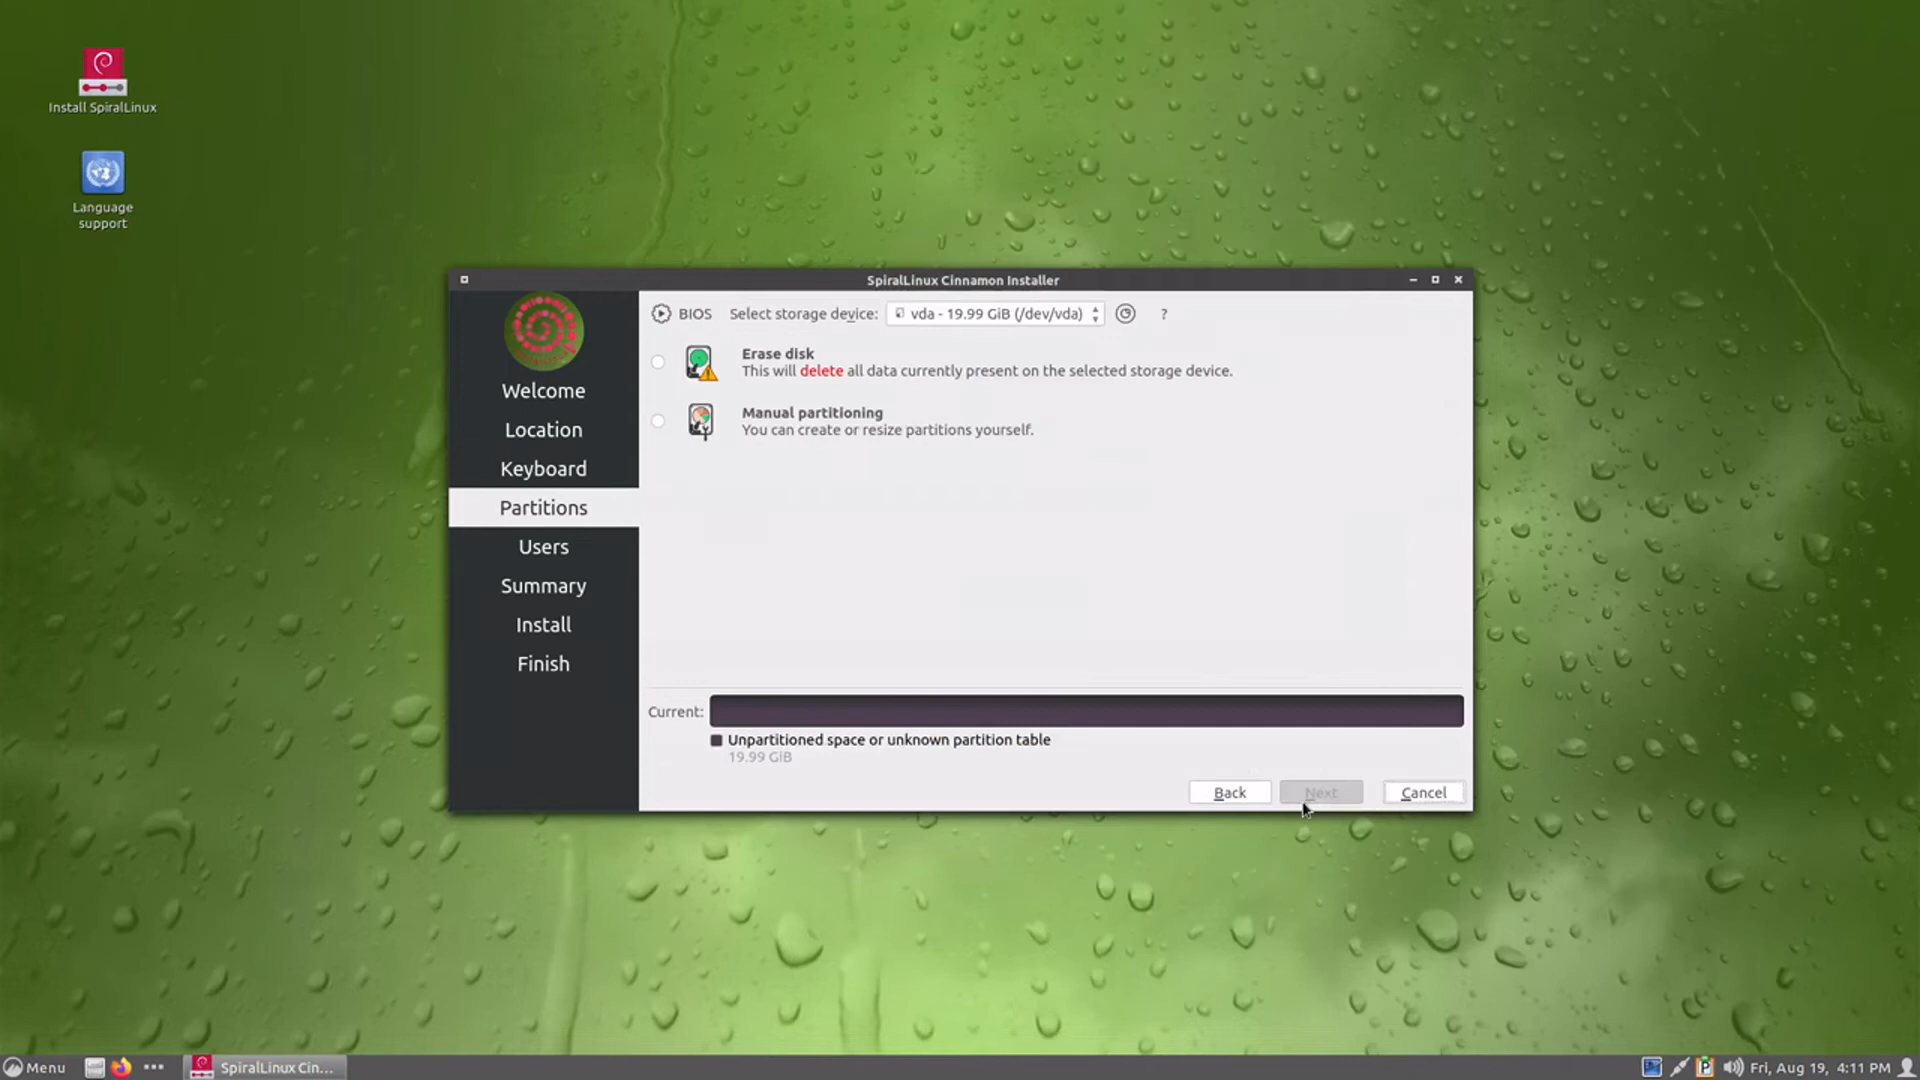 Install SpiralLinux
Language
support
SpiralLinux Cinnamon Installer
Welcome
Location
Keyboard
Partitions
Users
Summary
Install
Finish
BIOS Select storage device: vda - 19.99 GiB (/dev/vda) ?
Erase disk
This will delete all data currently present on the selected storage device.
Manual partitioning
You can create or resize partitions yourself.
Current:
Unpartitioned space or unknown partition table
19.99 GiB
Back Next Cancel
Menu SpiralLinux Cin... Fri, Aug 19, 4:11 PM